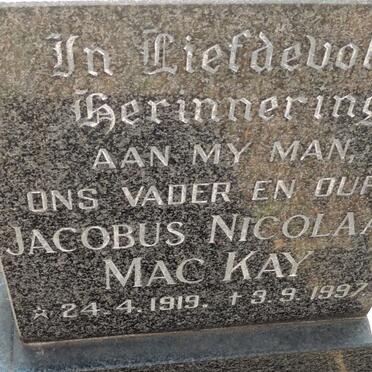 In Liefdevol
Herinnering
AAN MY MAN,
ONS VADER EN OUP
JACOBUS NICOLAA
MAC KAY
☆ 24.4.1919. † 3.9.1997